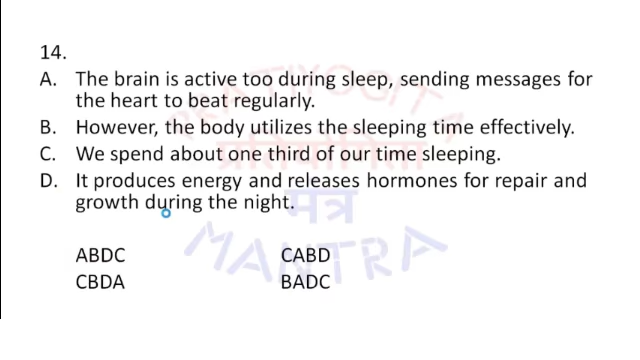 14.
A. The brain is active too during sleep, sending messages for
the heart to beat regularly.
B. However, the body utilizes the sleeping time effectively.
C. We spend about one third of our time sleeping.
D. It produces energy and releases hormones for repair and
growth during the night.
मंत्र
MANTRA
ABDC CABD
CBDA BADC